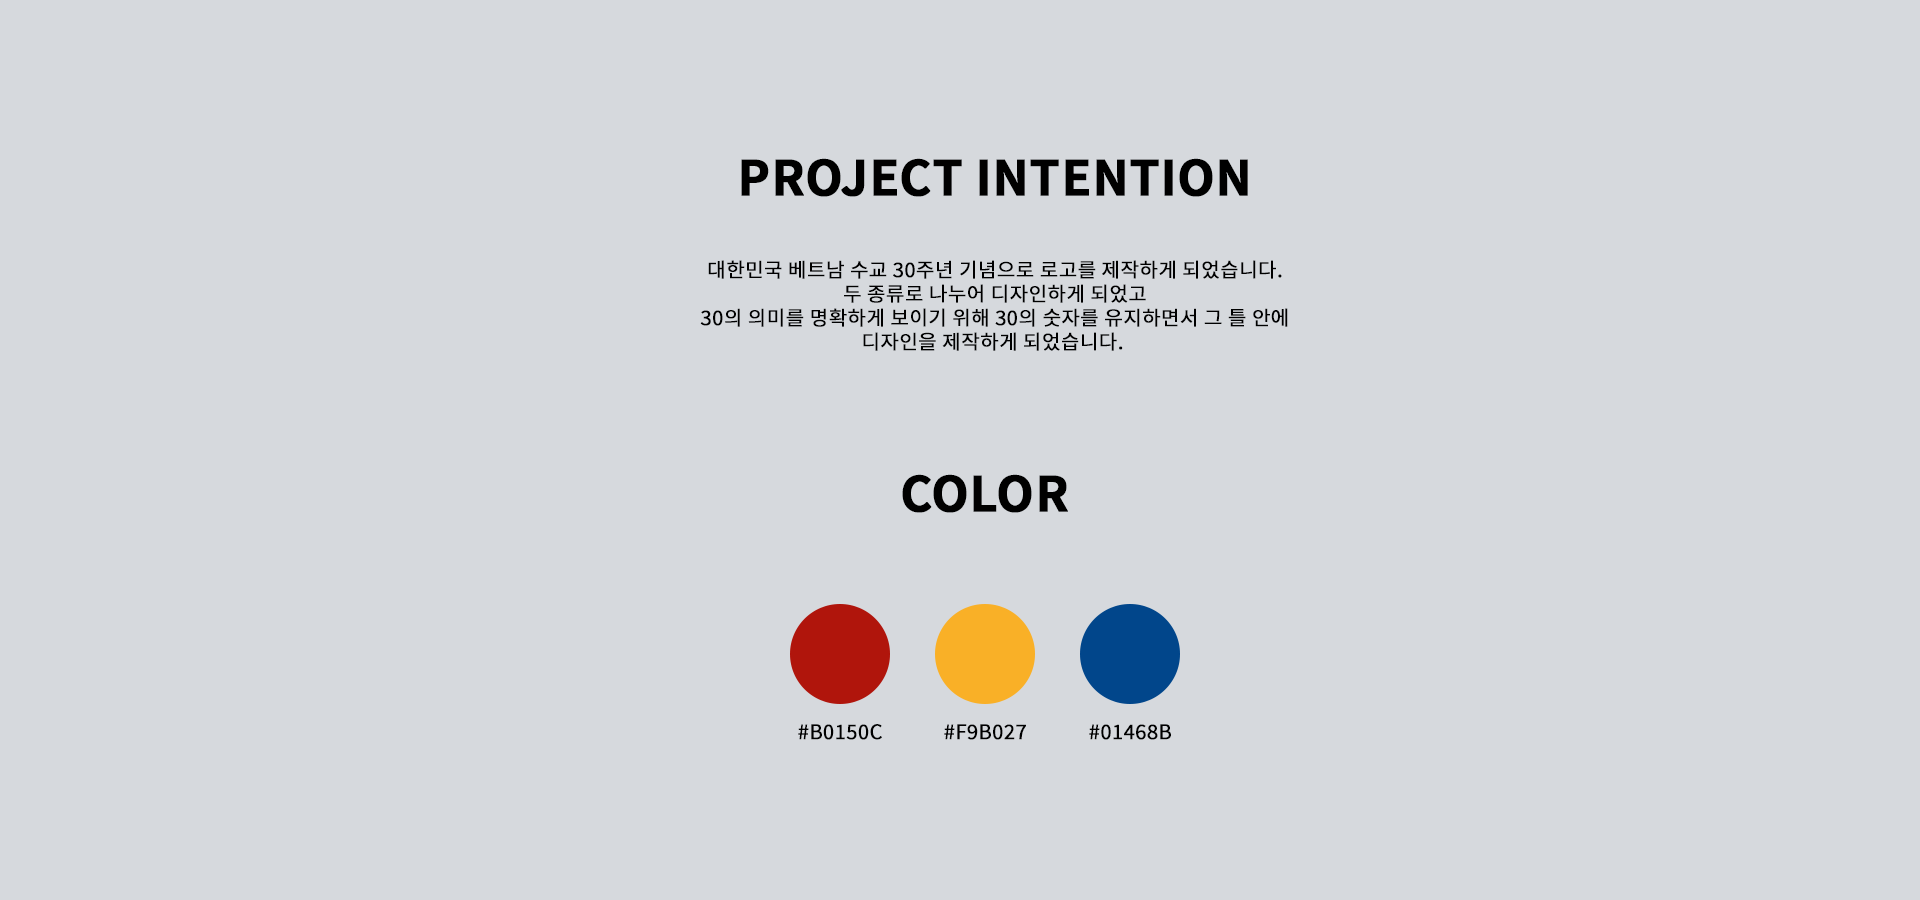 PROJECT INTENTION
대한민국 베트남 수교 30주년 기념으로 로고를 제작하게 되었습니다.
두 종류로 나누어 디자인하게 되었고
30의 의미를 명확하게 보이기 위해 30의 숫자를 유지하면서 그 틀 안에
디자인을 제작하게 되었습니다.
COLOR
#B0150C
#F9B027
#01468B